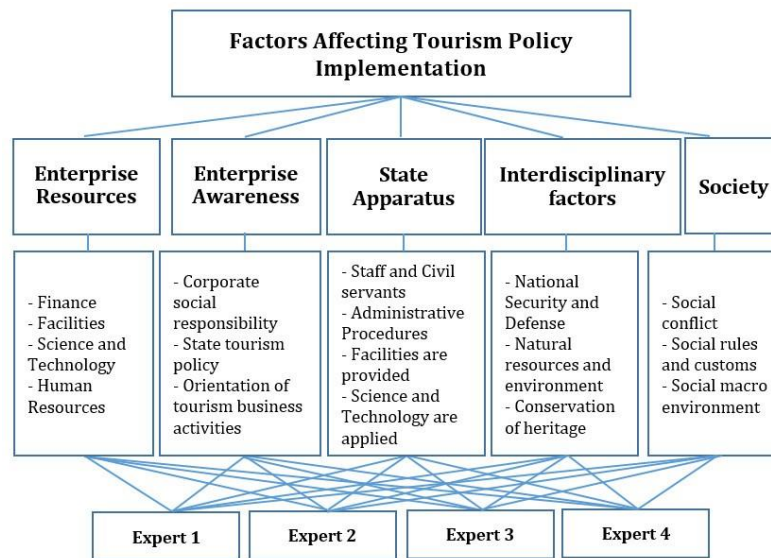 Factors Affecting Tourism Policy
Implementation
Enterprise
Resources
Enterprise
Awareness
State
Apparatus
Interdisciplinary
factors
Society
- Finance
- Facilities
- Science and
Technology
- Human
Resources
- Corporate
social
responsibility
- State tourism
policy
- Orientation of
tourism business
activities
- Staff and Civil
servants
- Administrative
Procedures
- Facilities are
provided
- Science and
Technology are
applied
- National
Security and
Defense
- Natural
resources and
environment
- Conservation
of heritage
- Social
conflict
- Social rules
and customs
- Social macro
environment
Expert 1
Expert 2
Expert 3
Expert 4